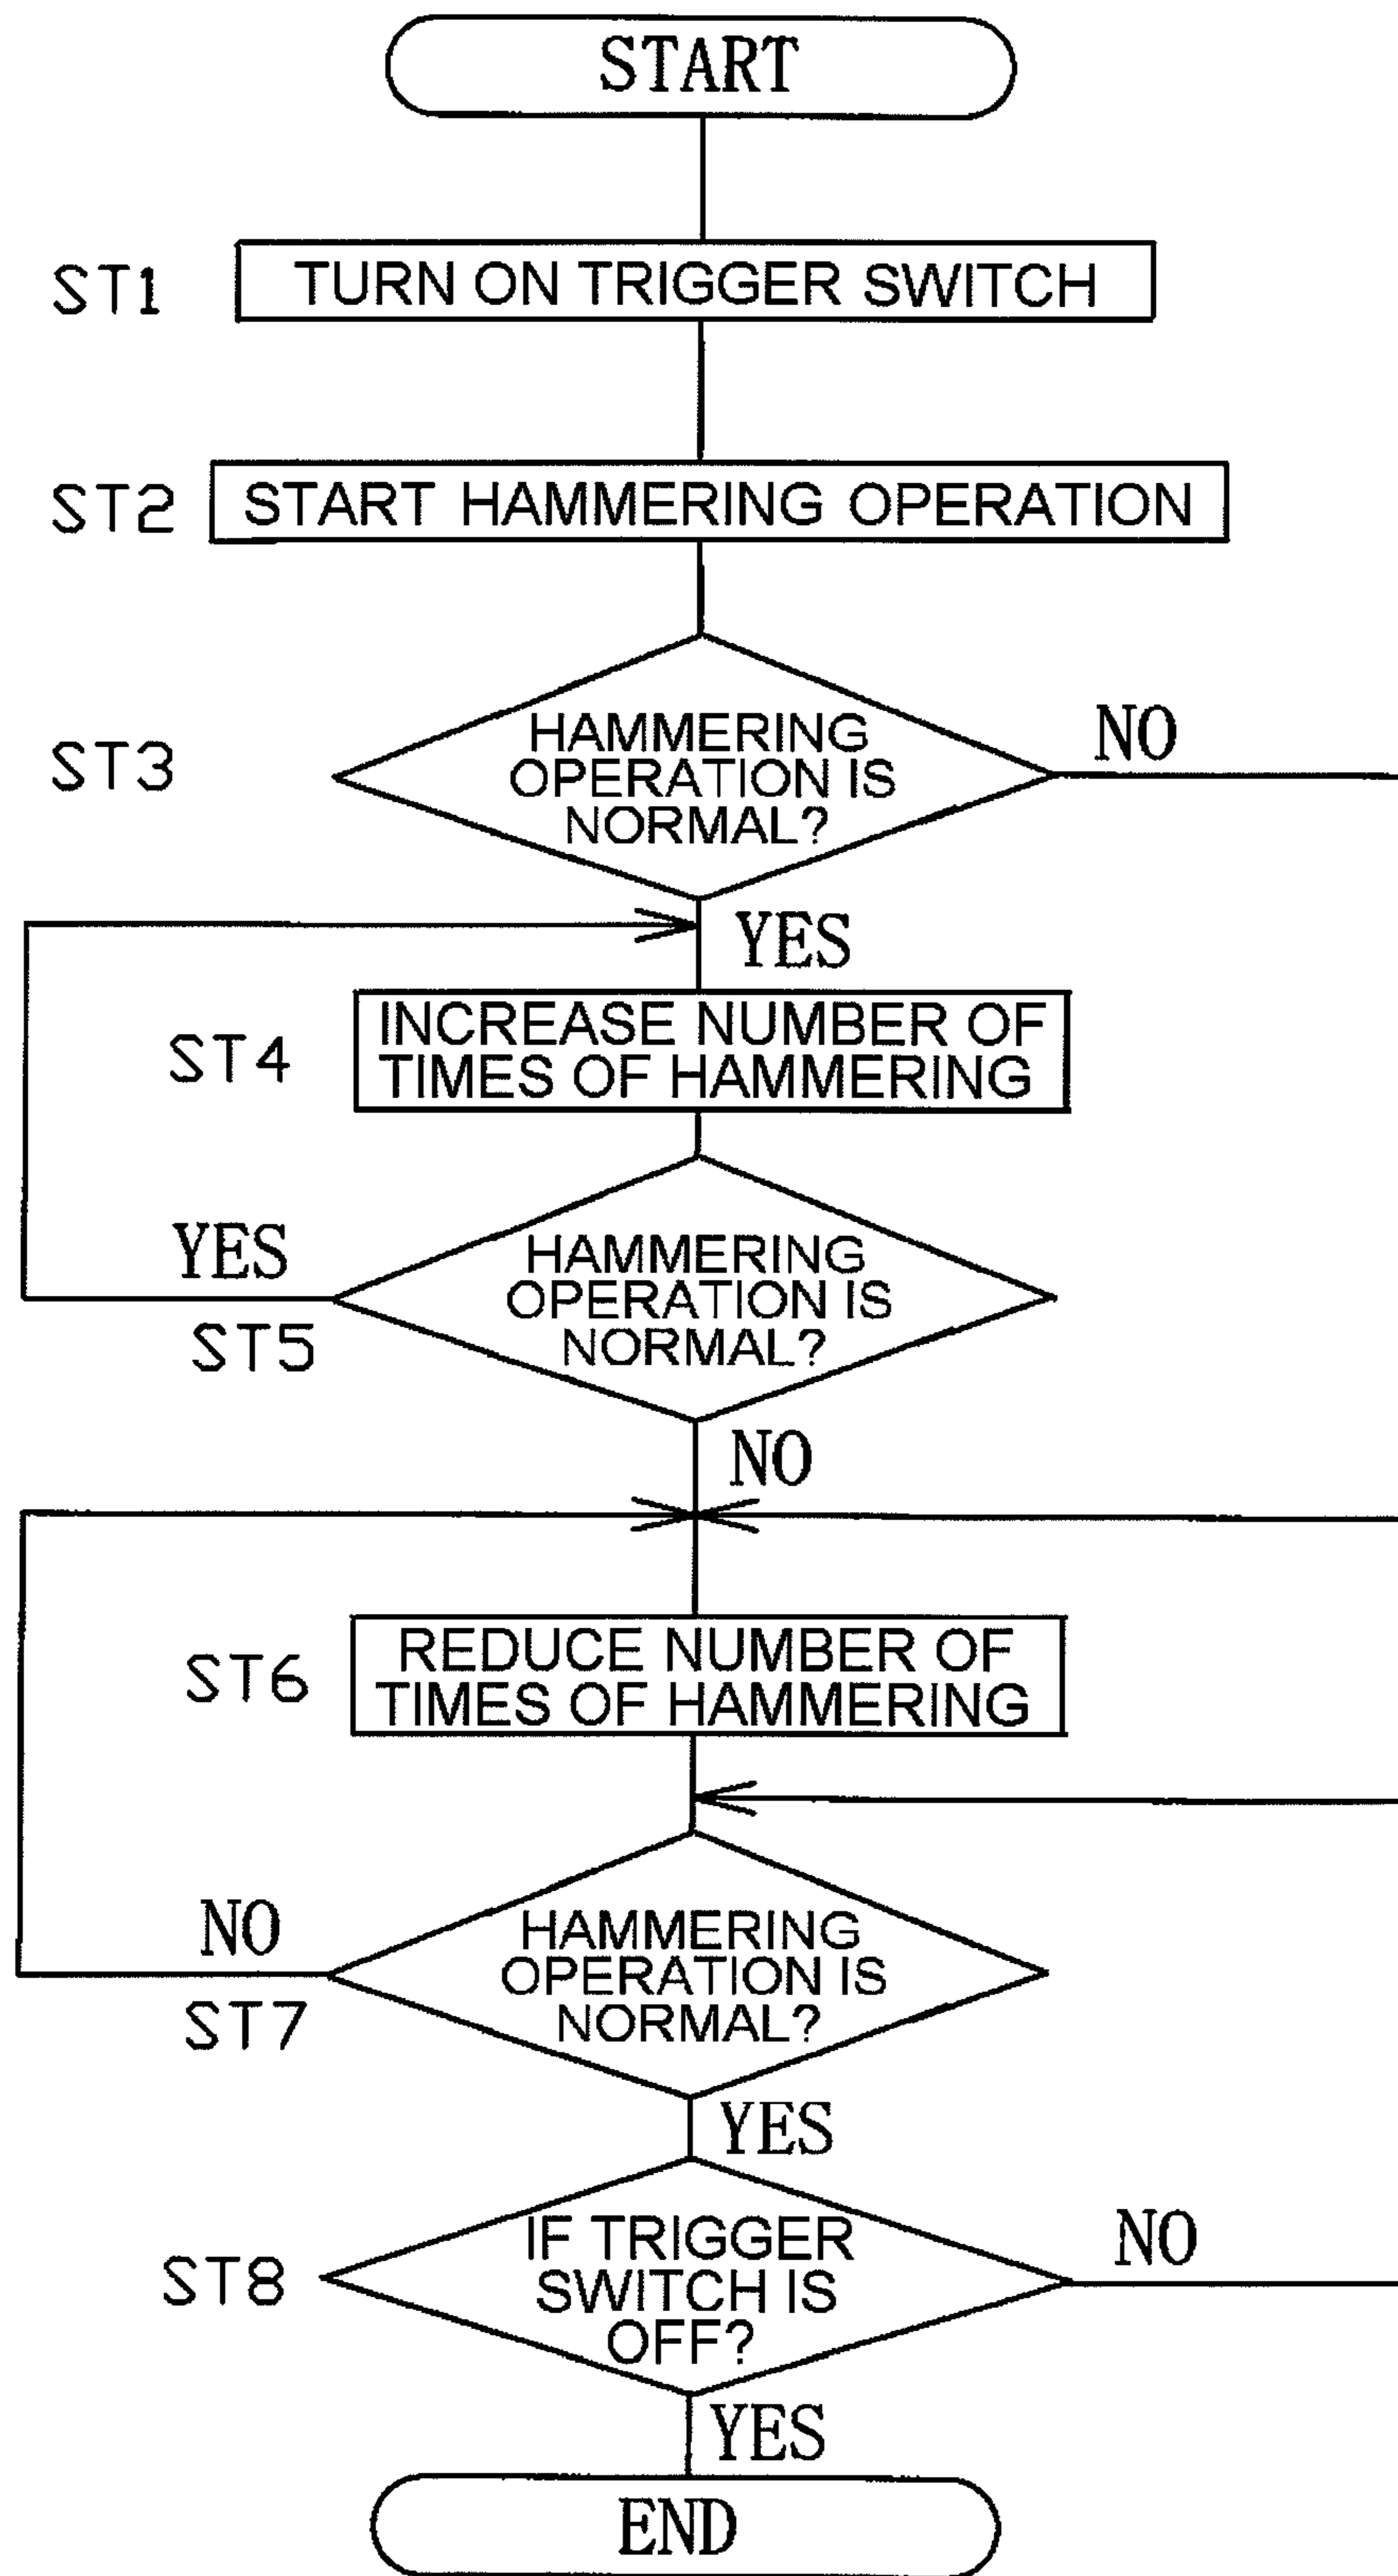 START
ST1
TURN ON TRIGGER SWITCH
ST2
START HAMMERING OPERATION
ST3
HAMMERING
OPERATION IS
NORMAL?
NO
YES
ST4
INCREASE NUMBER OF
TIMES OF HAMMERING
YES
ST5
HAMMERING
OPERATION IS
NORMAL?
NO
ST6
REDUCE NUMBER OF
TIMES OF HAMMERING
NO
ST7
HAMMERING
OPERATION IS
NORMAL?
YES
ST8
IF TRIGGER
SWITCH IS
OFF?
NO
YES
END